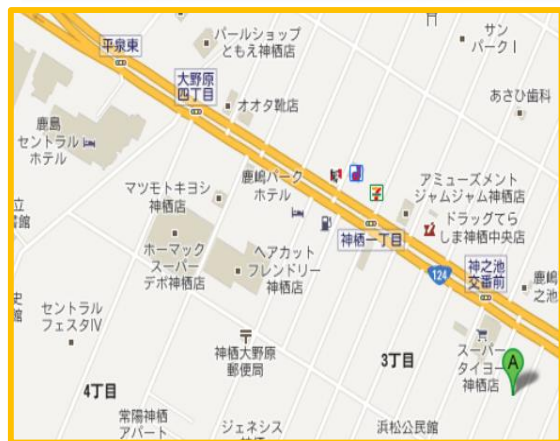 パールショップ
ともえ神栖店
サン
パークⅠ
平泉東
大野原
四丁目
オオタ靴店
あさひ歯科
鹿島
セントラル
ホテル
鹿嶋パーク
ホテル
アミューズメント
ジャムジャム神栖店
マツモトキヨシ
神栖店
ドラッグてら
しま神栖中央店
立
ホーマック
スーパー
デポ神栖店
ヘアカット
フレンドリー
神栖店
神栖一丁目
124
神之池
交番前
鹿嶋
之池
セントラル
フェスタⅣ
神栖大野原
郵便局
3丁目
スーパー
タイヨー
神栖店
A
4丁目
常陽神栖
アパート
ジェネシス
浜松公民館